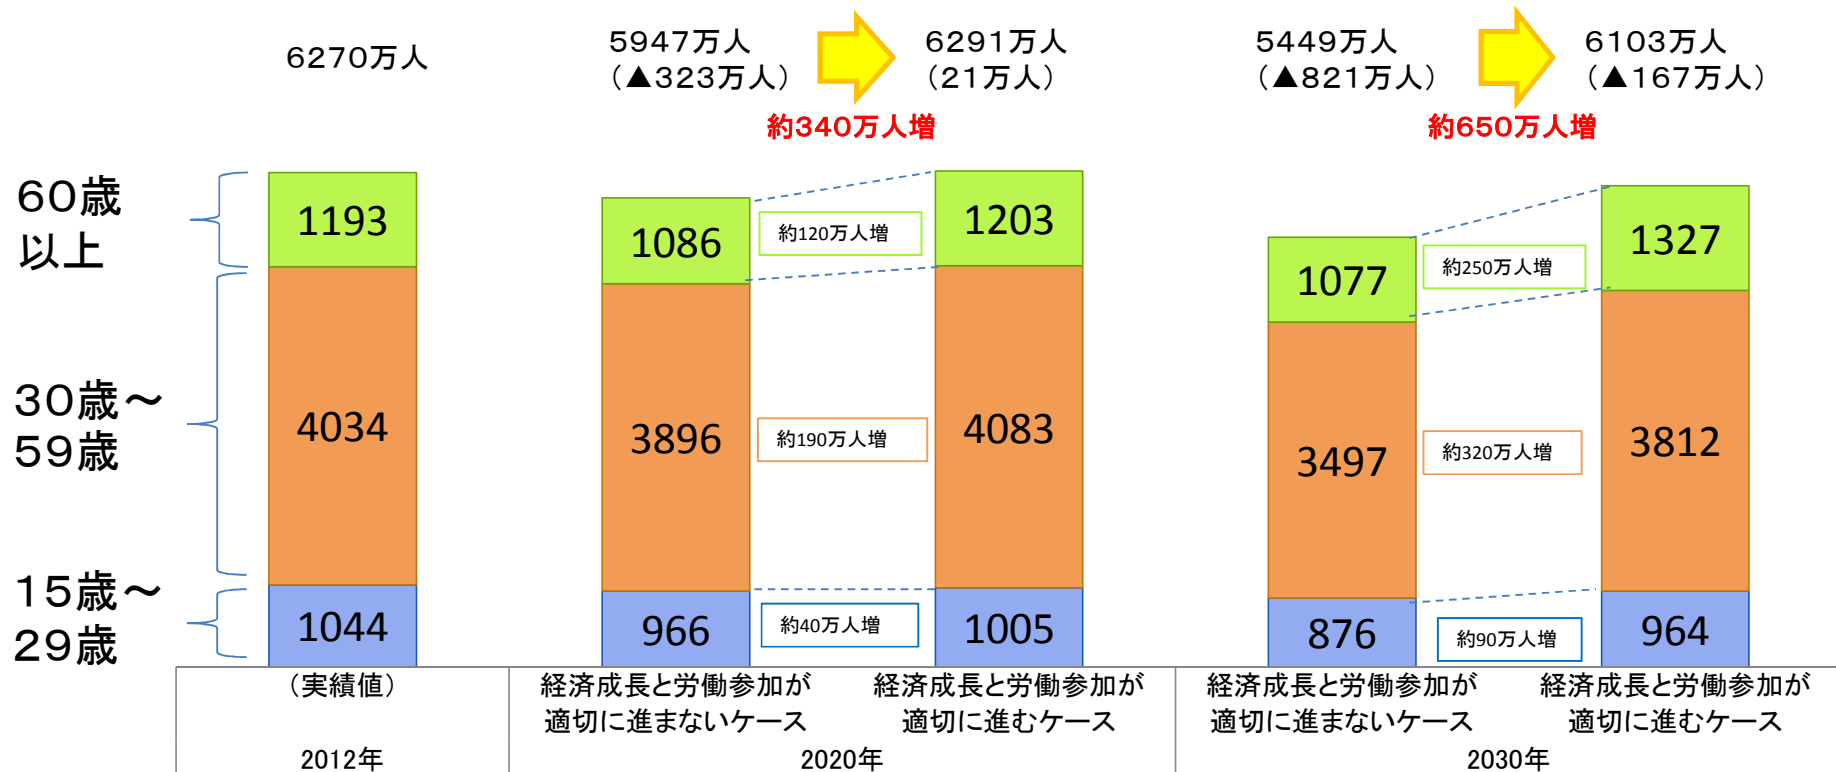 6270万人
5947万人
（▲323万人）
6291万人
（21万人）
約340万人増
5449万人
（▲821万人）
6103万人
（▲167万人）
約650万人増
60歳
以上
30歳～
59歳
15歳～
29歳
1193
4034
1044
1086
3896
966
約120万人増
約190万人増
約40万人増
1203
4083
1005
1077
3497
876
約250万人増
約320万人増
約90万人増
1327
3812
964
（実績値）
経済成長と労働参加が
適切に進まないケース
経済成長と労働参加が
適切に進むケース
経済成長と労働参加が
適切に進まないケース
経済成長と労働参加が
適切に進むケース
2012年
2020年
2030年